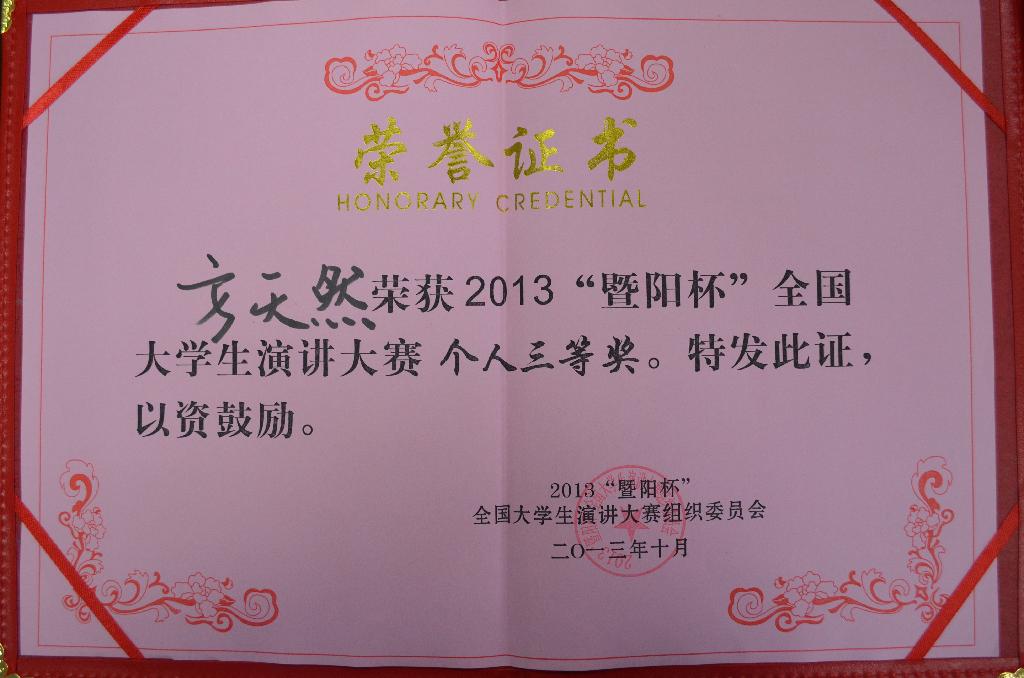 荣誉证书
HONORARY CREDENTIAL
亥天然荣获2013“暨阳杯”全国
大学生演讲大赛 个人三等奖。特发此证，
以资鼓励。
2013“暨阳杯”
全国大学生演讲大赛组织委员会
二〇一三年十月